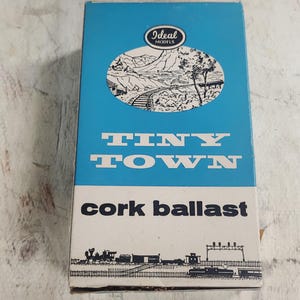 Ideal
MODELS
TINY
TOWN
cork ballast